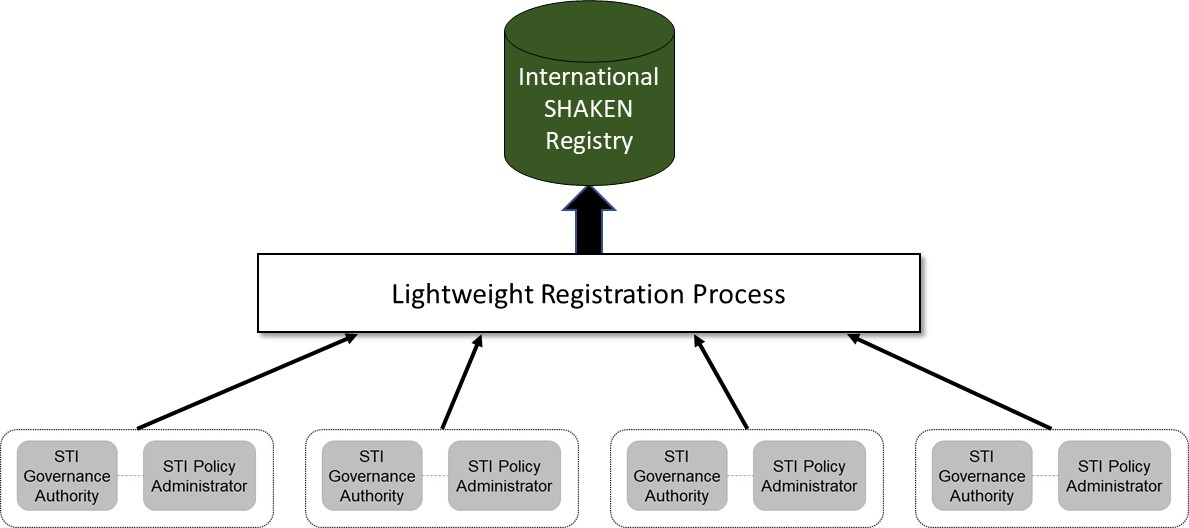 International
SHAKEN
Registry
Lightweight Registration Process
STI
Governance
Authority
STI Policy
Administrator
STI
Governance
Authority
STI Policy
Administrator
STI
Governance
Authority
STI Policy
Administrator
STI
Governance
Authority
STI Policy
Administrator